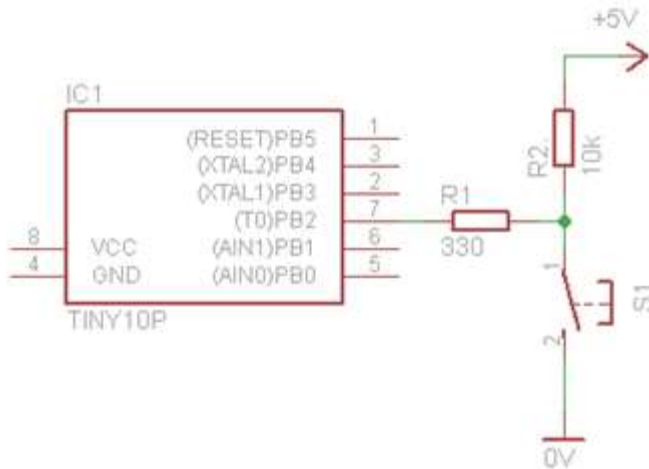 +5V
IC1
(RESET)PB5 1
(XTAL2)PB4 3
(XTAL1)PB3 2
(T0)PB2 7
8 VCC (AIN1)PB1 6
4 GND (AIN0)PB0 5
TINY10P
R1
330
R2
10k
1
2
S1
0V